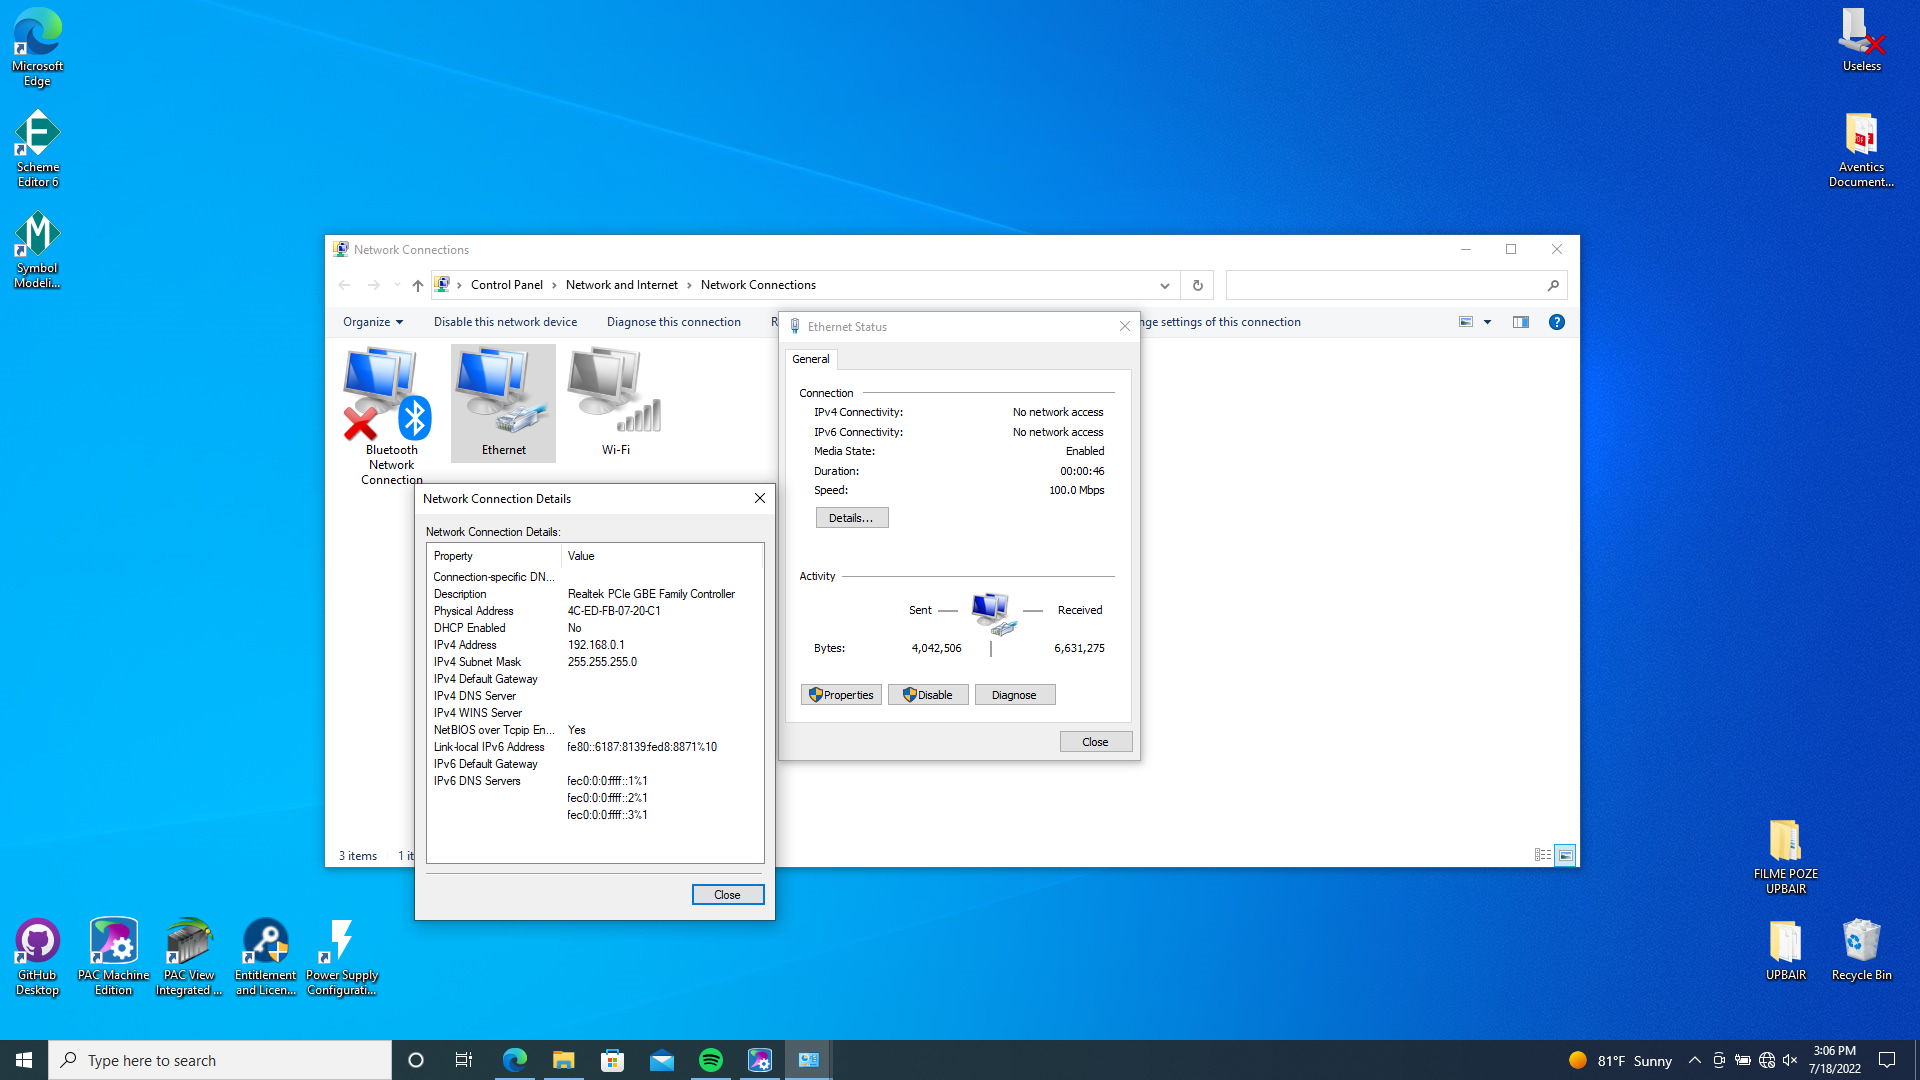 Microsoft
Edge
Scheme
Editor 6
Symbol
Modeli...
Useless
Aventics
Document...
Network Connections
Control Panel > Network and Internet > Network Connections
Organize
Disable this network device
Diagnose this connection
R
nge settings of this connection
Bluetooth
Network
Connection
Ethernet
Wi-Fi
Ethernet Status
General
Connection
IPv4 Connectivity: No network access
IPv6 Connectivity: No network access
Media State: Enabled
Duration: 00:00:46
Speed: 100.0 Mbps
Details...
Activity
Sent
Received
Bytes: 4,042,506 6,631,275
Properties
Disable
Diagnose
Close
Network Connection Details
Network Connection Details:
Property Value
Connection-specific DN...
Description Realtek PCIe GBE Family Controller
Physical Address 4C-ED-FB-07-20-C1
DHCP Enabled No
IPv4 Address 192.168.0.1
IPv4 Subnet Mask 255.255.255.0
IPv4 Default Gateway
IPv4 DNS Server
IPv4 WINS Server
NetBIOS over Tcpip En... Yes
Link-local IPv6 Address fe80::6187:8139:fed8:8871%10
IPv6 Default Gateway
IPv6 DNS Servers fec0:0:0:ffff::1%1
fec0:0:0:ffff::2%1
fec0:0:0:ffff::3%1
Close
3 items
1 it
FILME POZE
UPBAIR
UPBAIR
Recycle Bin
GitHub
Desktop
PAC Machine
Edition
PAC View
Integrated ...
Entitlement
and Licen...
Power Supply
Configurati...
Type here to search
81°F Sunny
3:06 PM
7/18/2022